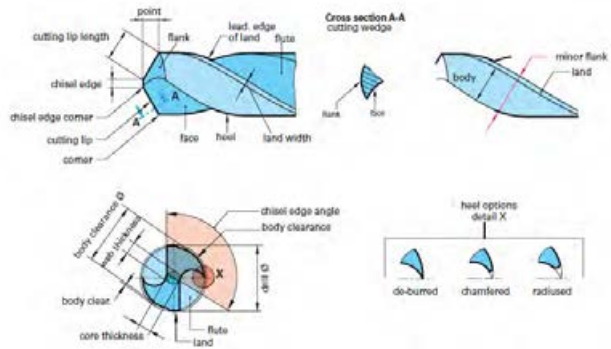 point
cutting lip length
flank
lead. edge
of land
flute
chisel edge
chisel edge corner
A
cutting lip
A
corner
face
heel
land width
Cross section A-A
cutting wedge
flank
face
minor flank
land
body
body clearance Ø
web thickness
chisel edge angle
body clearance
X
drill Ø
body clear.
core thickness
flute
land
heel options
detail X
de-burred
chamfered
radiused